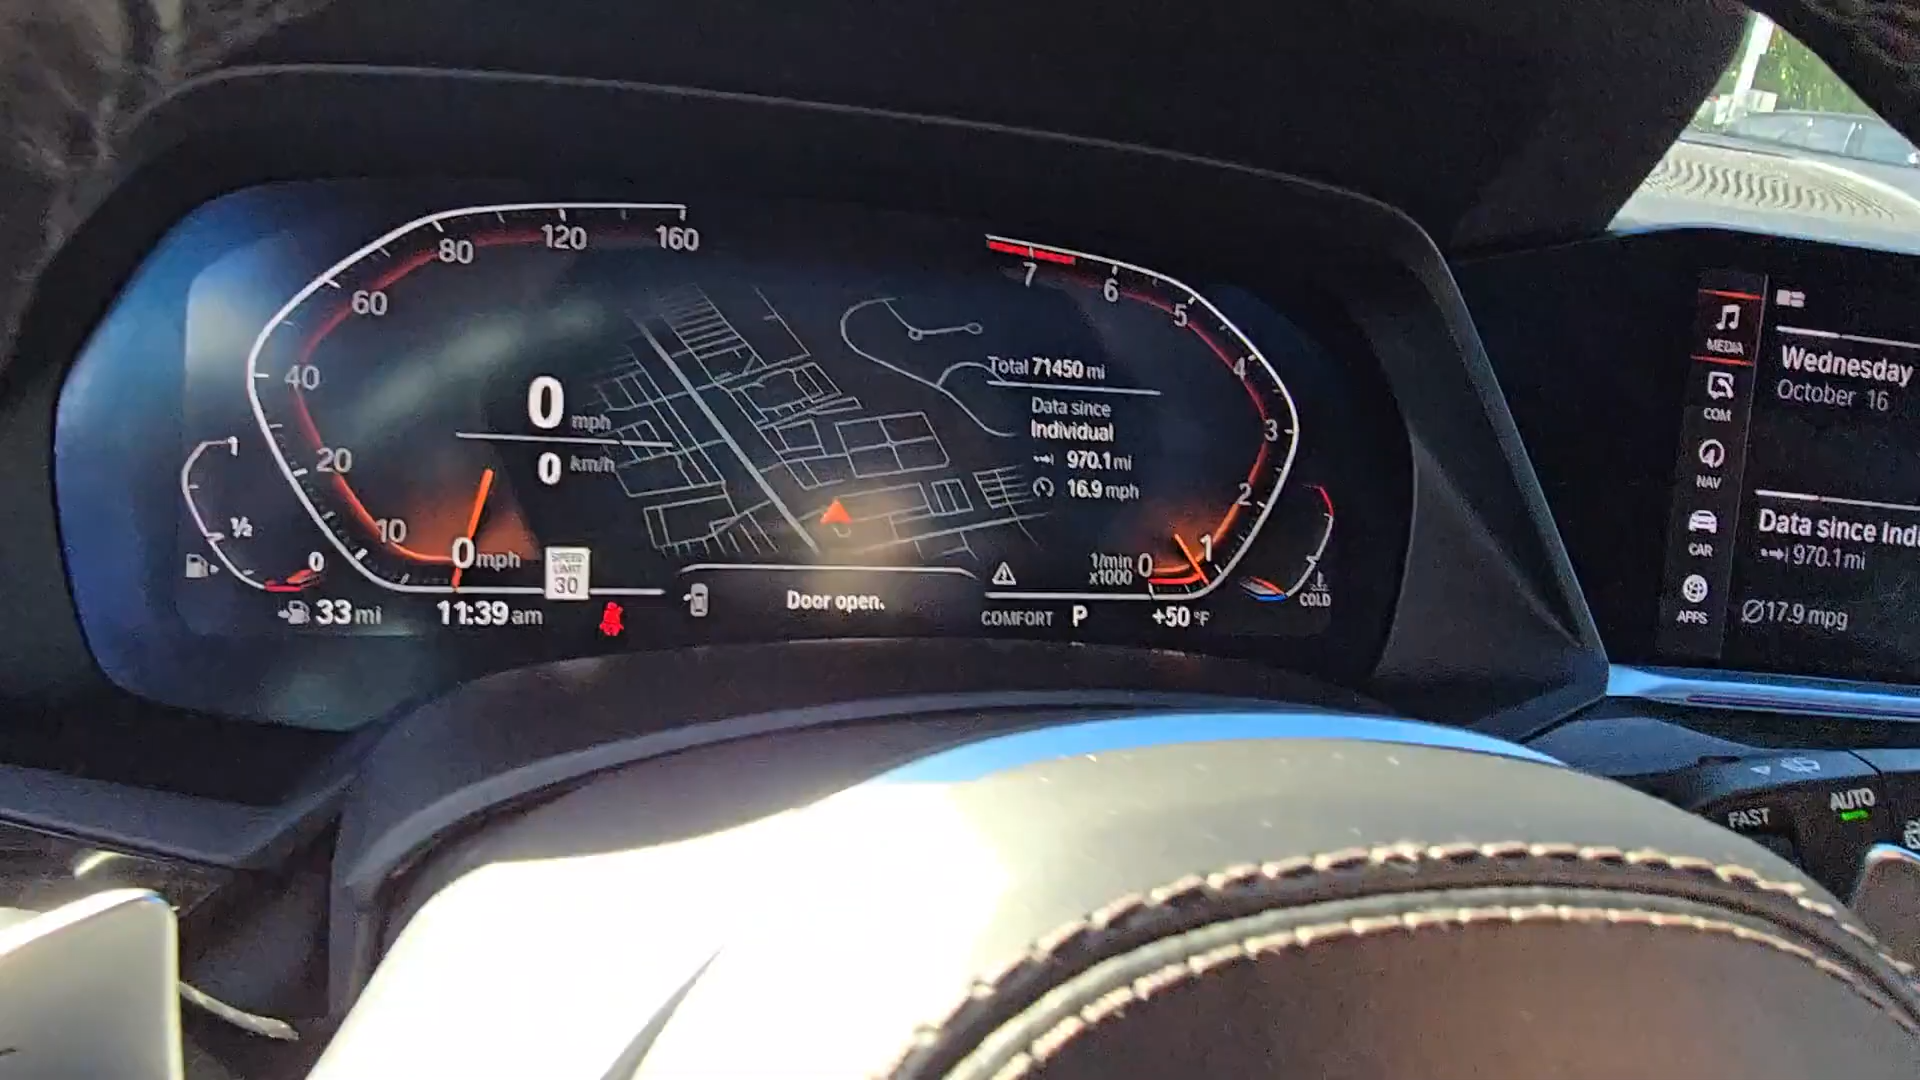 80
120
160
60
40
20
10
0 mph
0 km/h
0mph
1
½
0
33 mi
11:39 am
SPEED
LIMIT
30
Door open.
Total 71450 mi
Data since
Individual
970.1 mi
16.9 mph
7
6
5
4
3
2
1
0
1/min
x1000
COMFORT P
+50 °F
COLD
MEDIA
COM
NAV
CAR
APPS
Wednesday
October 16
Data since Indi
970.1 mi
Ø17.9 mpg
FAST
AUTO